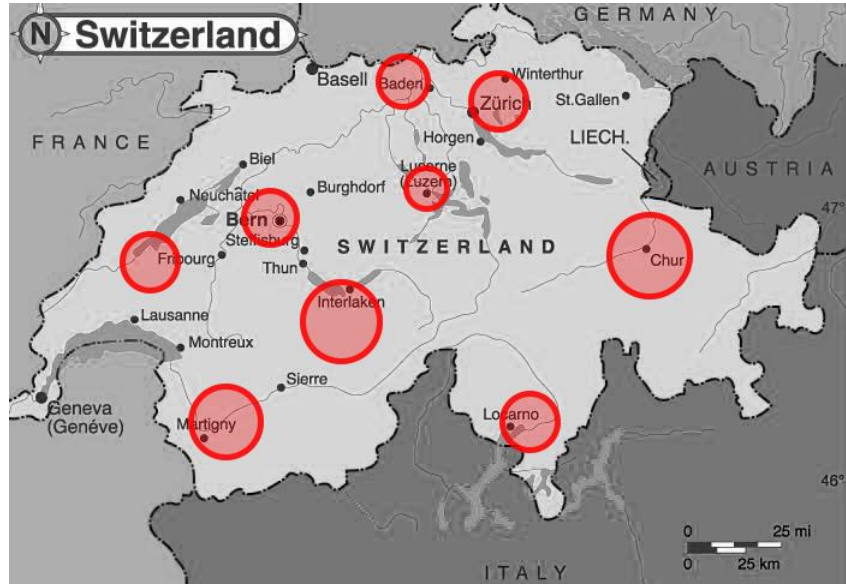 N Switzerland
GERMANY
FRANCE
Basell
Baden
Winterthur
Zürich
St.Gallen
Horgen
LIECH.
AUSTRIA
Biel
Lucerne
(Luzern)
Neuchâtel
Burghdorf
47°
Bern
Steffisburg
SWITZERLAND
Fribourg
Thun
Chur
Interlaken
Lausanne
Montreux
Sierre
Geneva
(Genéve)
Martigny
Locarno
46°
0 25 mi
0 25 km
ITALY